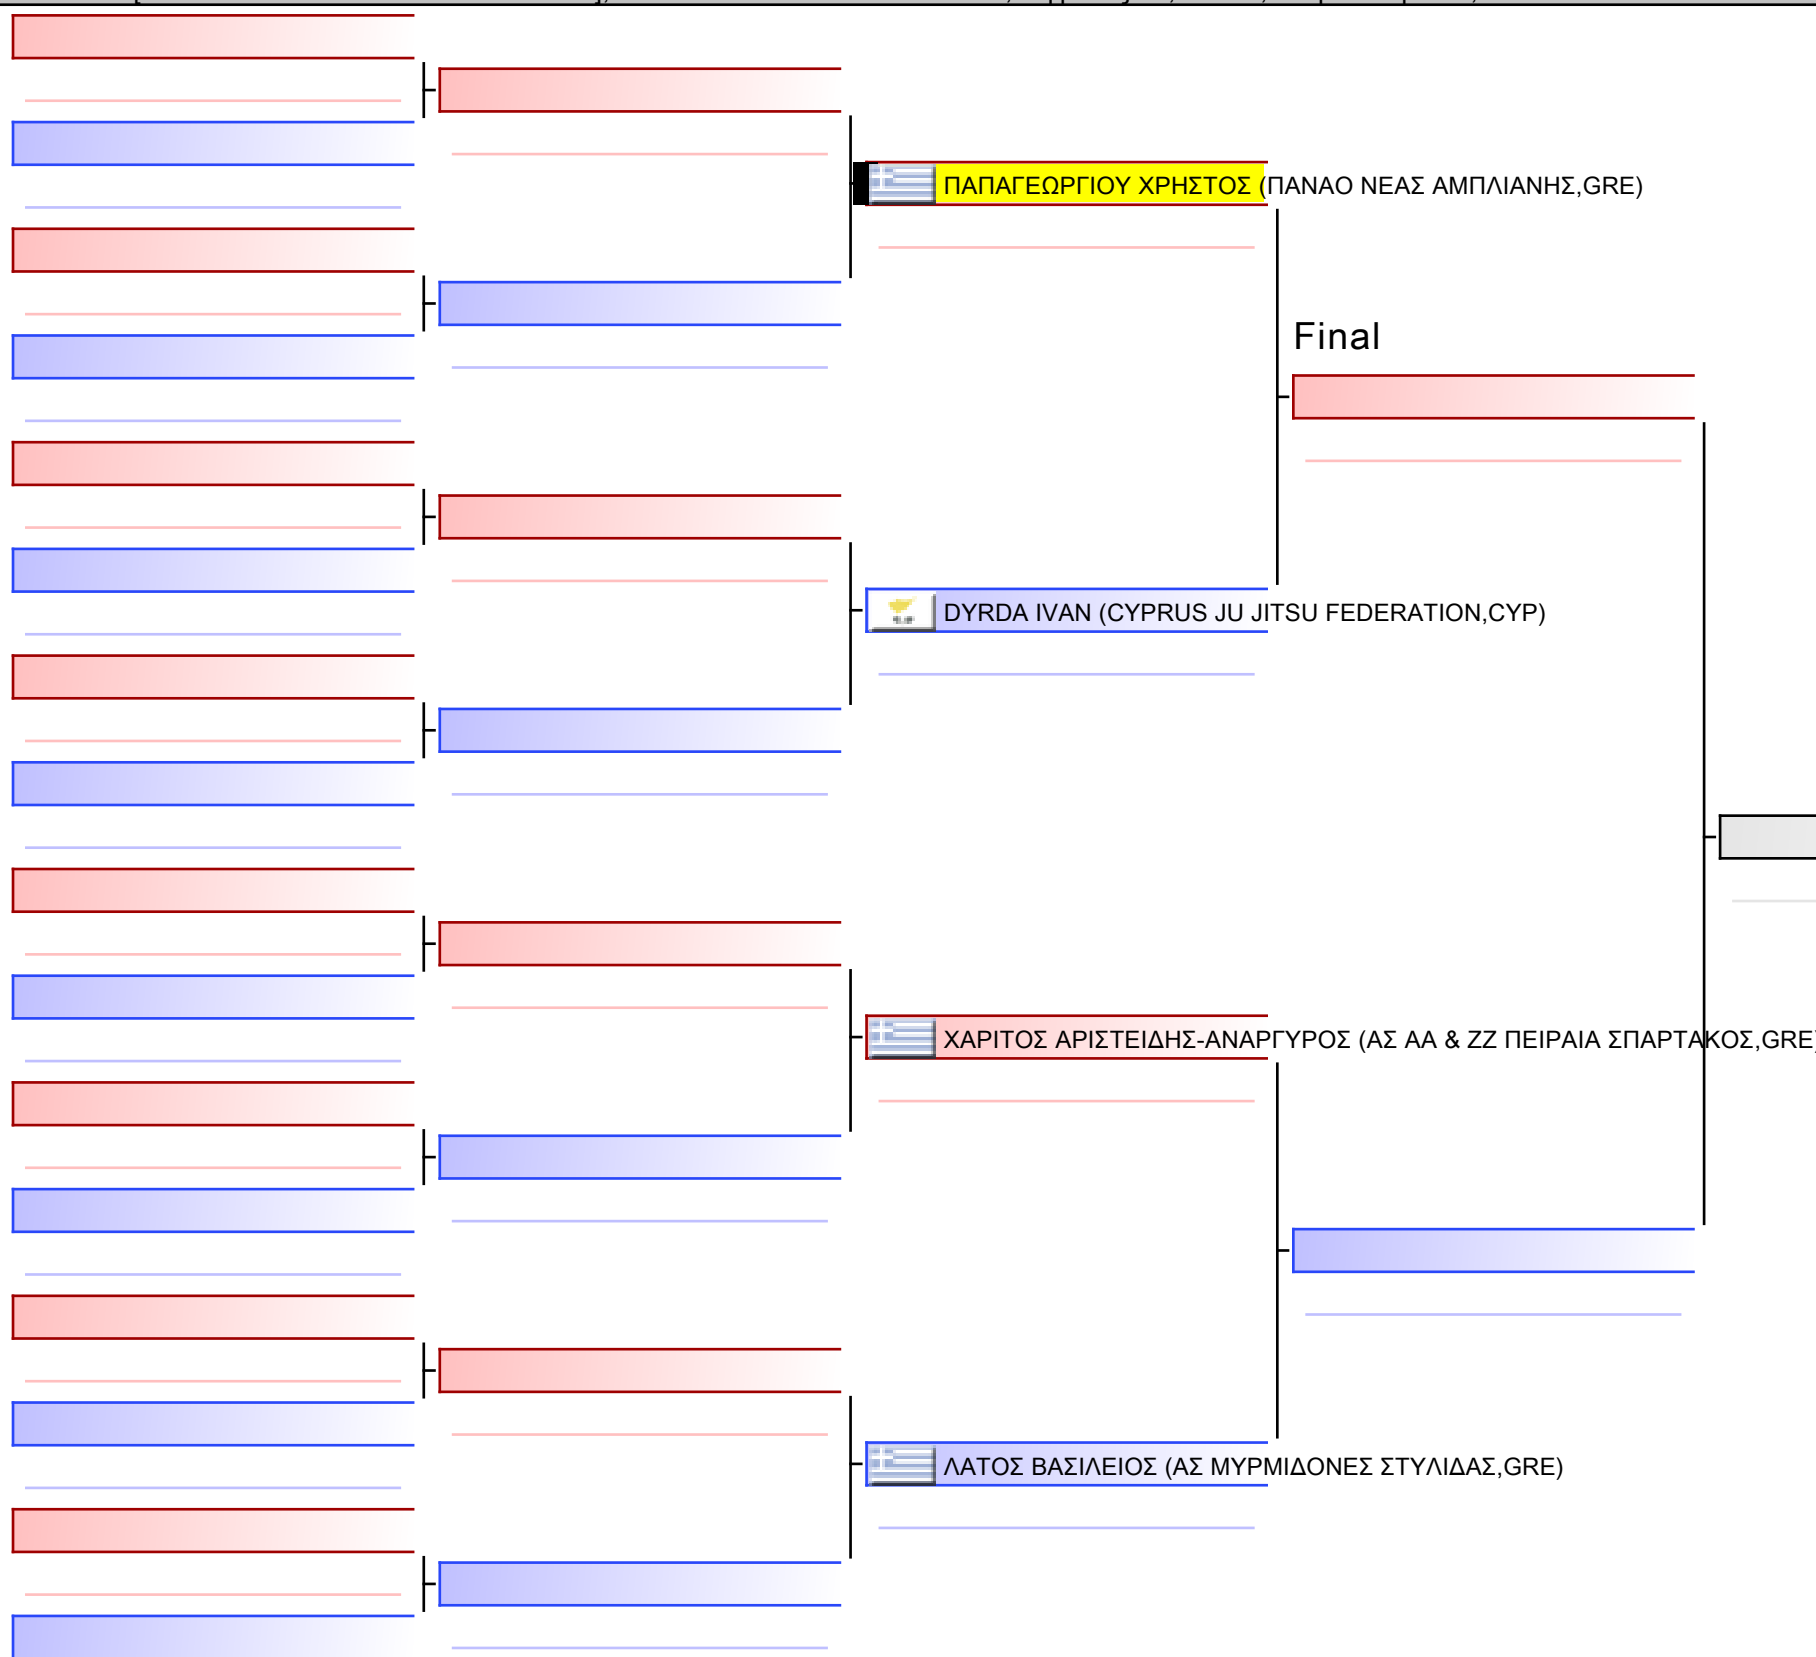 ΠΑΠΑΓΕΩΡΓΙΟΥ ΧΡΗΣΤΟΣ (ΠΑΝΑΟ ΝΕΑΣ ΑΜΠΛΙΑΝΗΣ,GRE)
Final
DYRDA IVAN (CYPRUS JU JITSU FEDERATION,CYP)
ΧΑΡΙΤΟΣ ΑΡΙΣΤΕΙΔΗΣ-ΑΝΑΡΓΥΡΟΣ (ΑΣ ΑΑ & ΖΖ ΠΕΙΡΑΙΑ ΣΠΑΡΤΑΚΟΣ,GRE)
ΛΑΤΟΣ ΒΑΣΙΛΕΙΟΣ (ΑΣ ΜΥΡΜΙΔΟΝΕΣ ΣΤΥΛΙΔΑΣ,GRE)